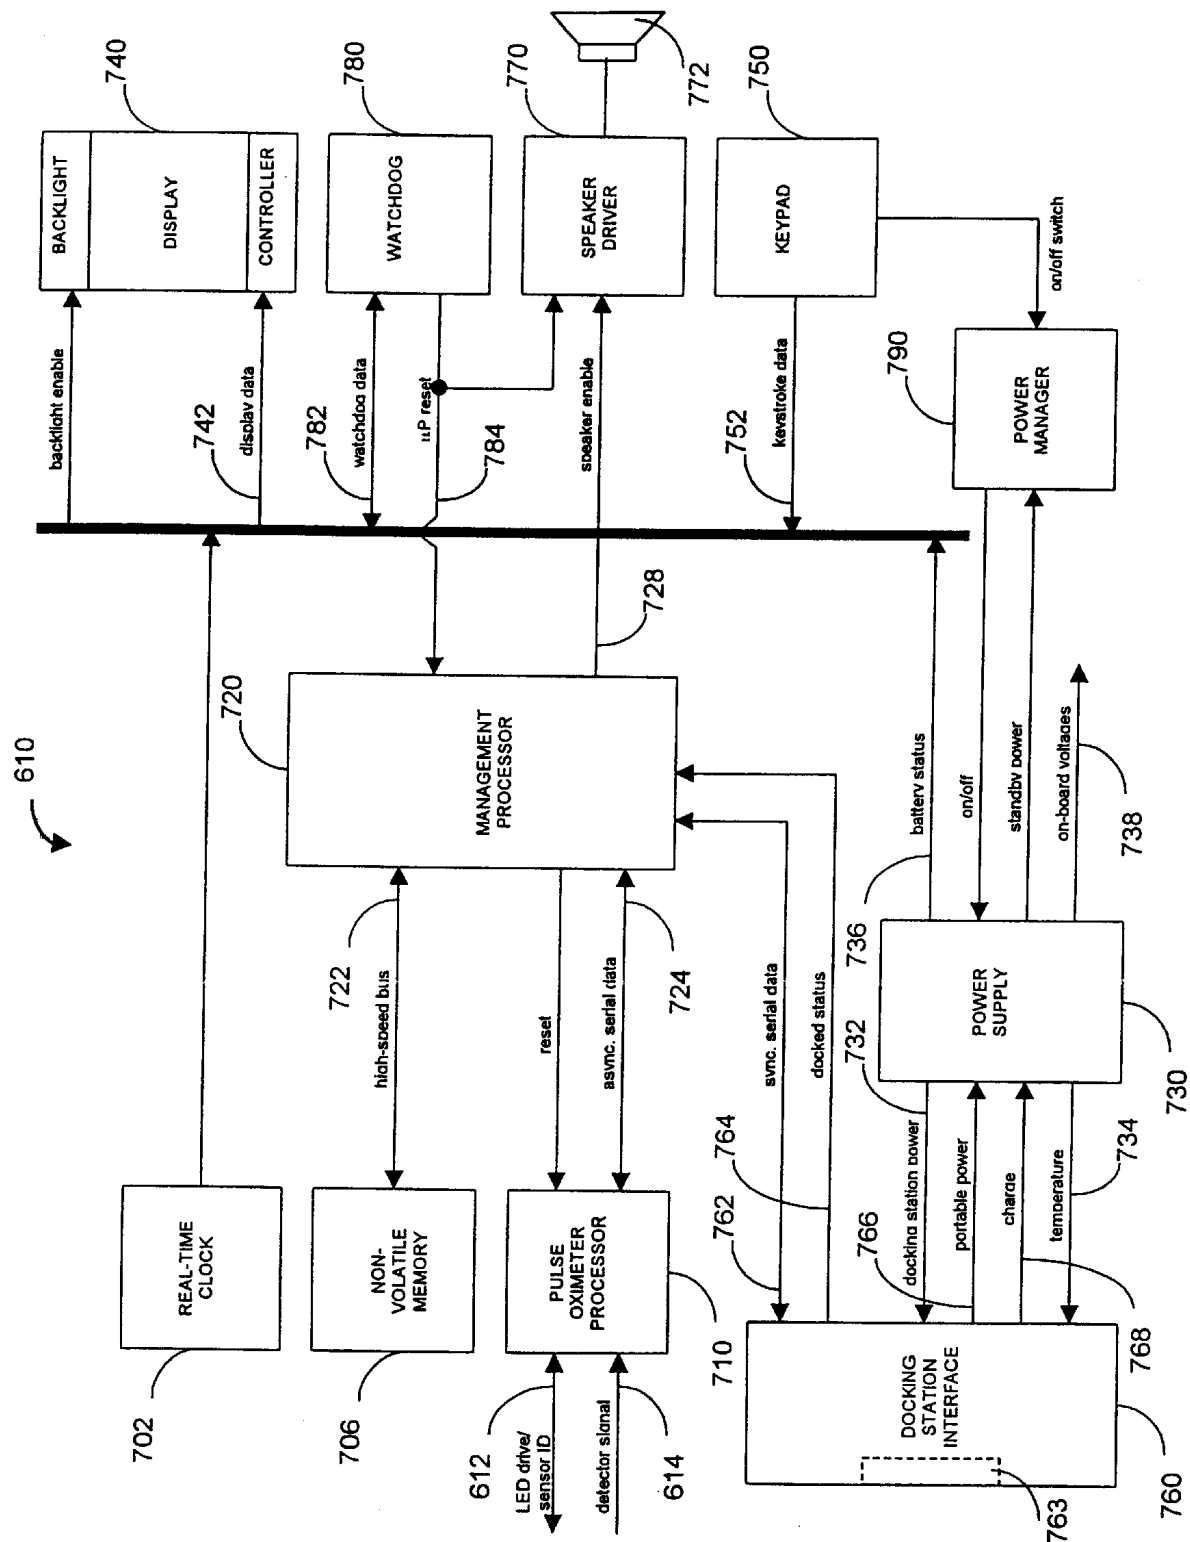 610
702
REAL-TIME
CLOCK
706
NON-
VOLATILE
MEMORY
722
high-speed bus
612
LED drive/
sensor ID
614
detector signal
PULSE
OXIMETER
PROCESSOR
710
reset
async. serial data
724
720
MANAGEMENT
PROCESSOR
728
762
sync. serial data
764
docked status
DOCKING
STATION
INTERFACE
763
760
732
docking station power
766
portable power
charge
768
temperature
734
POWER
SUPPLY
730
736
battery status
on/off
standby power
on-board voltages
738
backlight enable
display data
742
BACKLIGHT
DISPLAY
CONTROLLER
740
782
watchdog data
µP reset
784
WATCHDOG
780
speaker enable
SPEAKER
DRIVER
770
772
752
keystroke data
KEYPAD
750
on/off switch
790
POWER
MANAGER